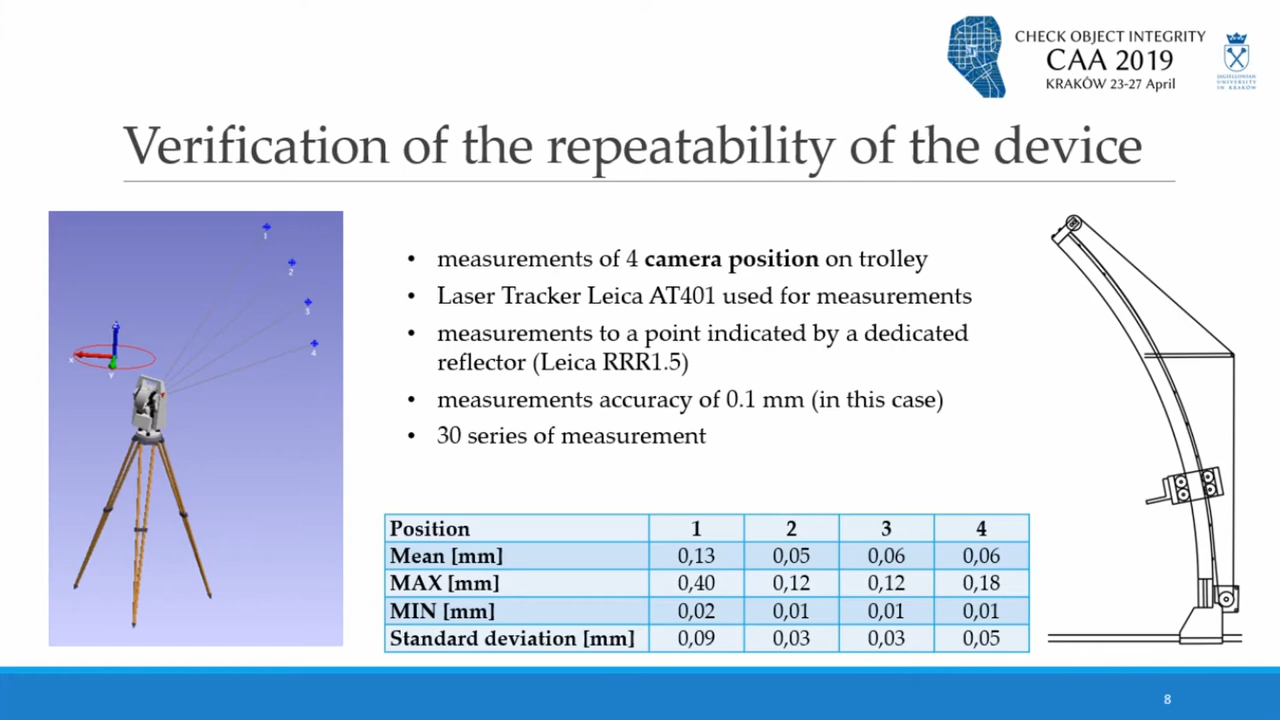 CHECK OBJECT INTEGRITY
CAA 2019
KRAKÓW 23-27 April
JAGIELLONIAN
UNIVERSITY
IN KRAKÓW
Verification of the repeatability of the device
1
2
3
4
X
Y
• measurements of 4 camera position on trolley
• Laser Tracker Leica AT401 used for measurements
• measurements to a point indicated by a dedicated
reflector (Leica RRR1.5)
• measurements accuracy of 0.1 mm (in this case)
• 30 series of measurement
Position 1 2 3 4
Mean [mm] 0,13 0,05 0,06 0,06
MAX [mm] 0,40 0,12 0,12 0,18
MIN [mm] 0,02 0,01 0,01 0,01
Standard deviation [mm] 0,09 0,03 0,03 0,05
8